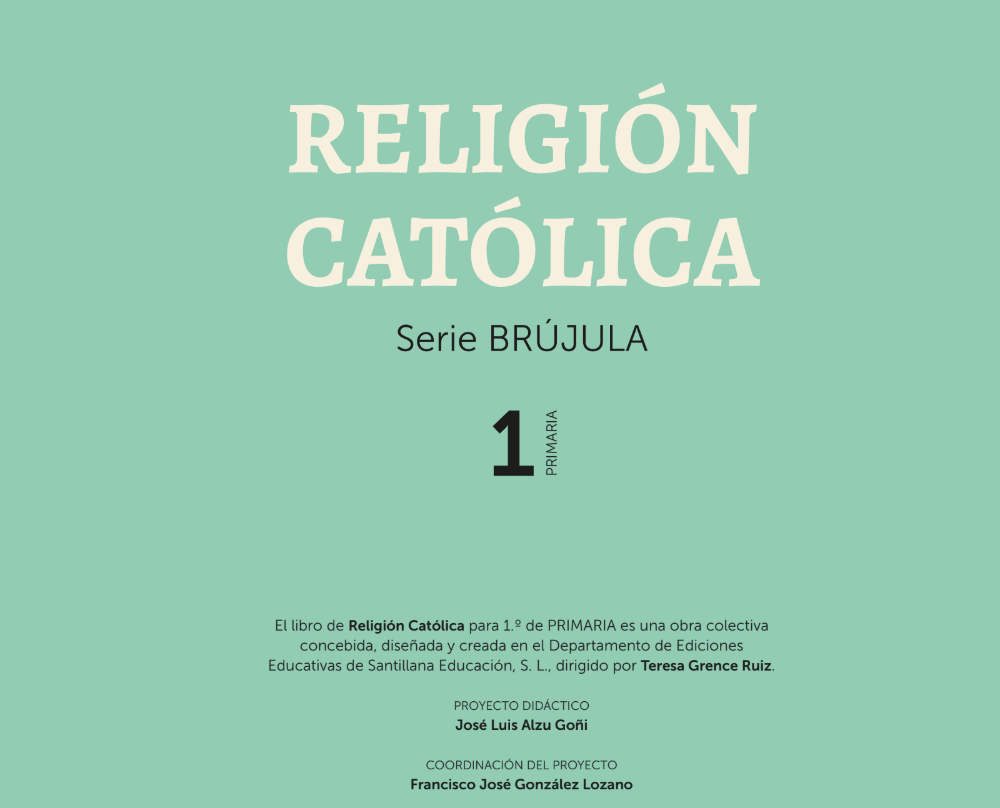 RELIGIÓN
CATÓLICA
Serie BRÚJULA
1 PRIMARIA
El libro de Religión Católica para 1.º de PRIMARIA es una obra colectiva
concebida, diseñada y creada en el Departamento de Ediciones
Educativas de Santillana Educación, S. L., dirigido por Teresa Grence Ruiz.
PROYECTO DIDÁCTICO
José Luis Alzu Goñi
COORDINACIÓN DEL PROYECTO
Francisco José González Lozano